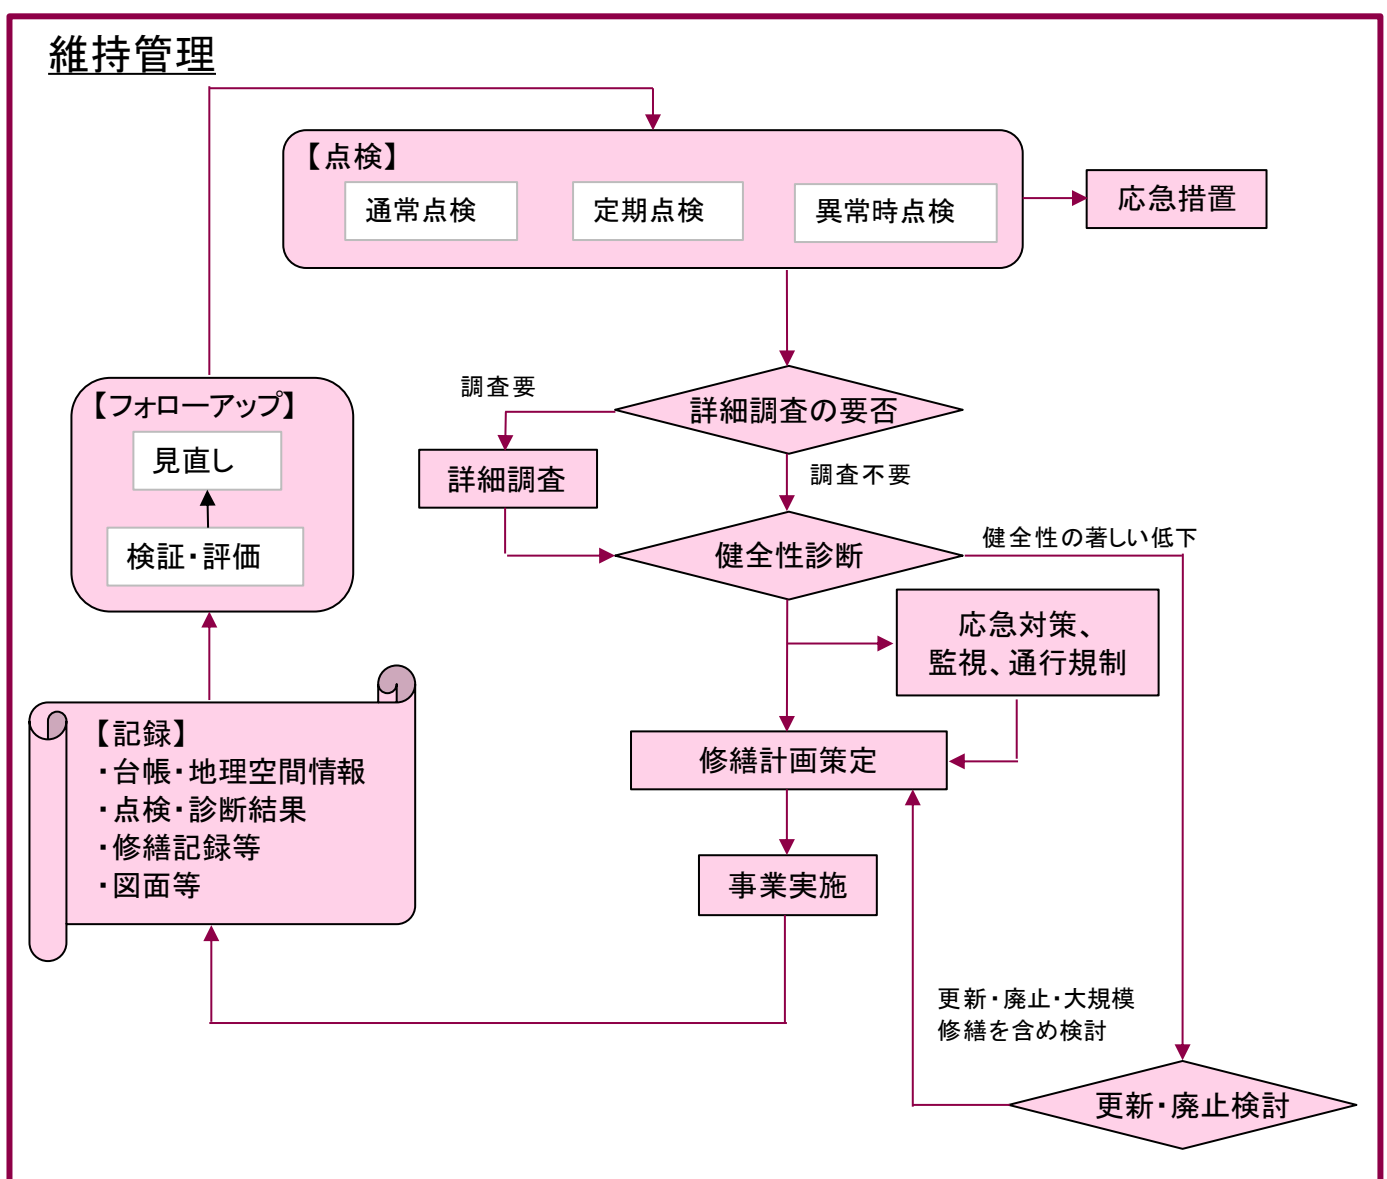 維持管理
【点検】
通常点検
定期点検
異常時点検
応急措置
詳細調査の要否
調査要
詳細調査
調査不要
健全性診断
健全性の著しい低下
応急対策、
監視、通行規制
修繕計画策定
事業実施
更新・廃止・大規模
修繕を含め検討
更新・廃止検討
【フォローアップ】
見直し
検証・評価
【記録】
・台帳・地理空間情報
・点検・診断結果
・修繕記録等
・図面等